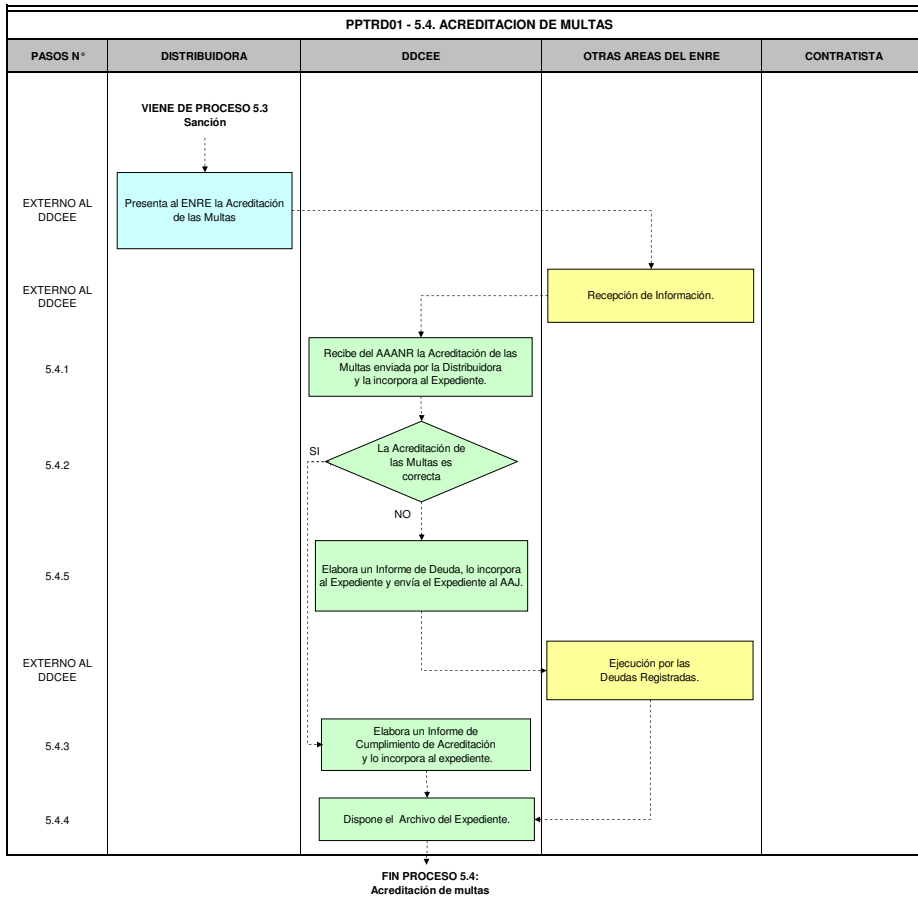 PPTRD01 - 5.4. ACREDITACION DE MULTAS
PASOS N° DISTRIBUIDORA DDCEE OTRAS AREAS DEL ENRE CONTRATISTA
VIENE DE PROCESO 5.3
Sanción
EXTERNO AL
DDCEE
Presenta al ENRE la Acreditación
de las Multas
EXTERNO AL
DDCEE
Recepción de Información.
5.4.1
Recibe del AAANR la Acreditación de las
Multas enviada por la Distribuidora
y la incorpora al Expediente.
5.4.2
SI
La Acreditación de
las Multas es
correcta
NO
5.4.5
Elabora un Informe de Deuda, lo incorpora
al Expediente y envía el Expediente al AAJ.
EXTERNO AL
DDCEE
Ejecución por las
Deudas Registradas.
5.4.3
Elabora un Informe de
Cumplimiento de Acreditación
y lo incorpora al expediente.
5.4.4
Dispone el Archivo del Expediente.
FIN PROCESO 5.4:
Acreditación de multas